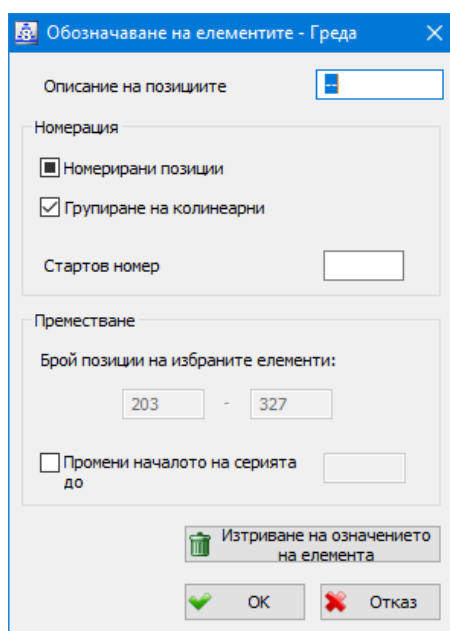 Обозначаване на елементите - Греда
Описание на позициите --
Номерация
Номерирани позиции
Групиране на колинеарни
Стартов номер
Преместване
Брой позиции на избраните елементи:
203 - 327
Промени началото на серията
до
Изтриване на означението
на елемента
OK Отказ